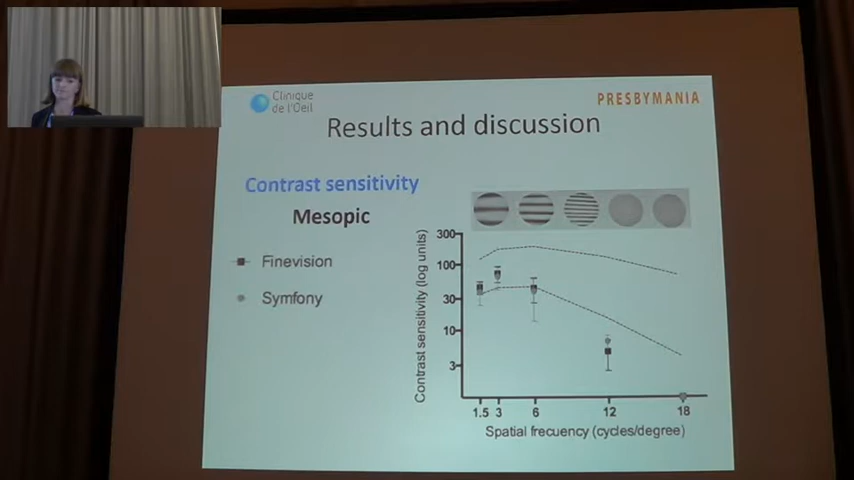 Clinique
de l'Oeil
PRESBYMANIA
Results and discussion
Contrast sensitivity
Mesopic
Finevision
Symfony
Contrast sensitivity (log units)
300
100
30
10
3
1.5 3 6 12 18
Spatial frecuency (cycles/degree)